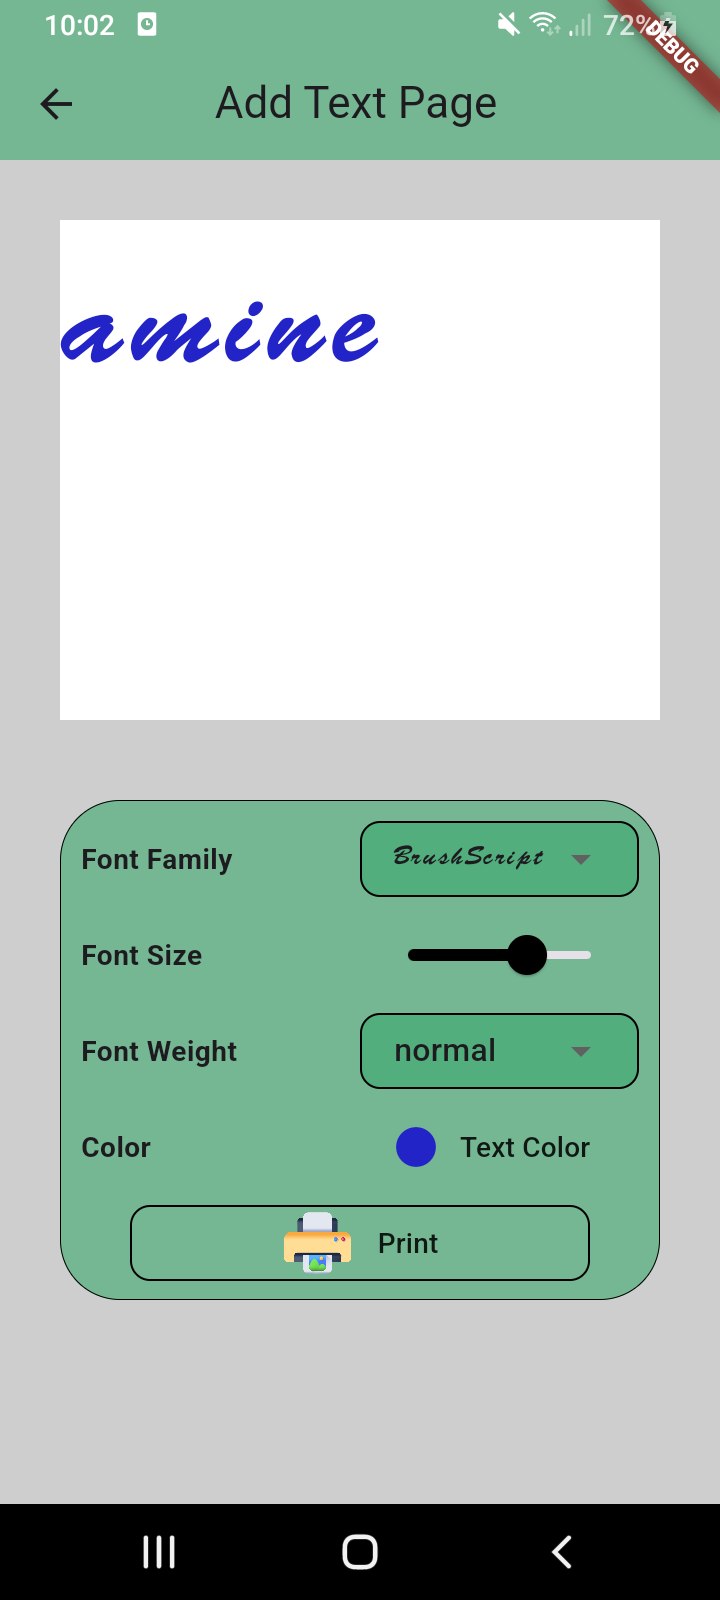 10:02
72%
DEBUG
Add Text Page
amine
Font Family
BrushScript
Font Size
Font Weight
normal
Color
Text Color
Print